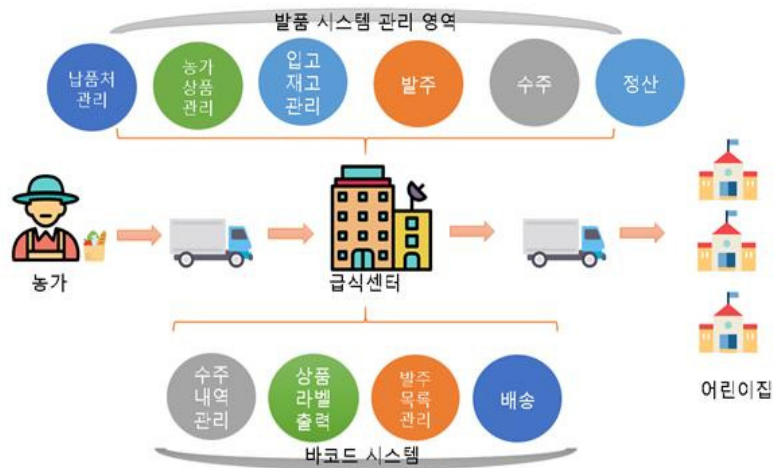 발품 시스템 관리 영역
납품처
관리
농가
상품
관리
입고
재고
관리
발주
수주
정산
농가
급식센터
어린이집
수주
내역
관리
상품
라벨
출력
발주
목록
관리
배송
바코드 시스템